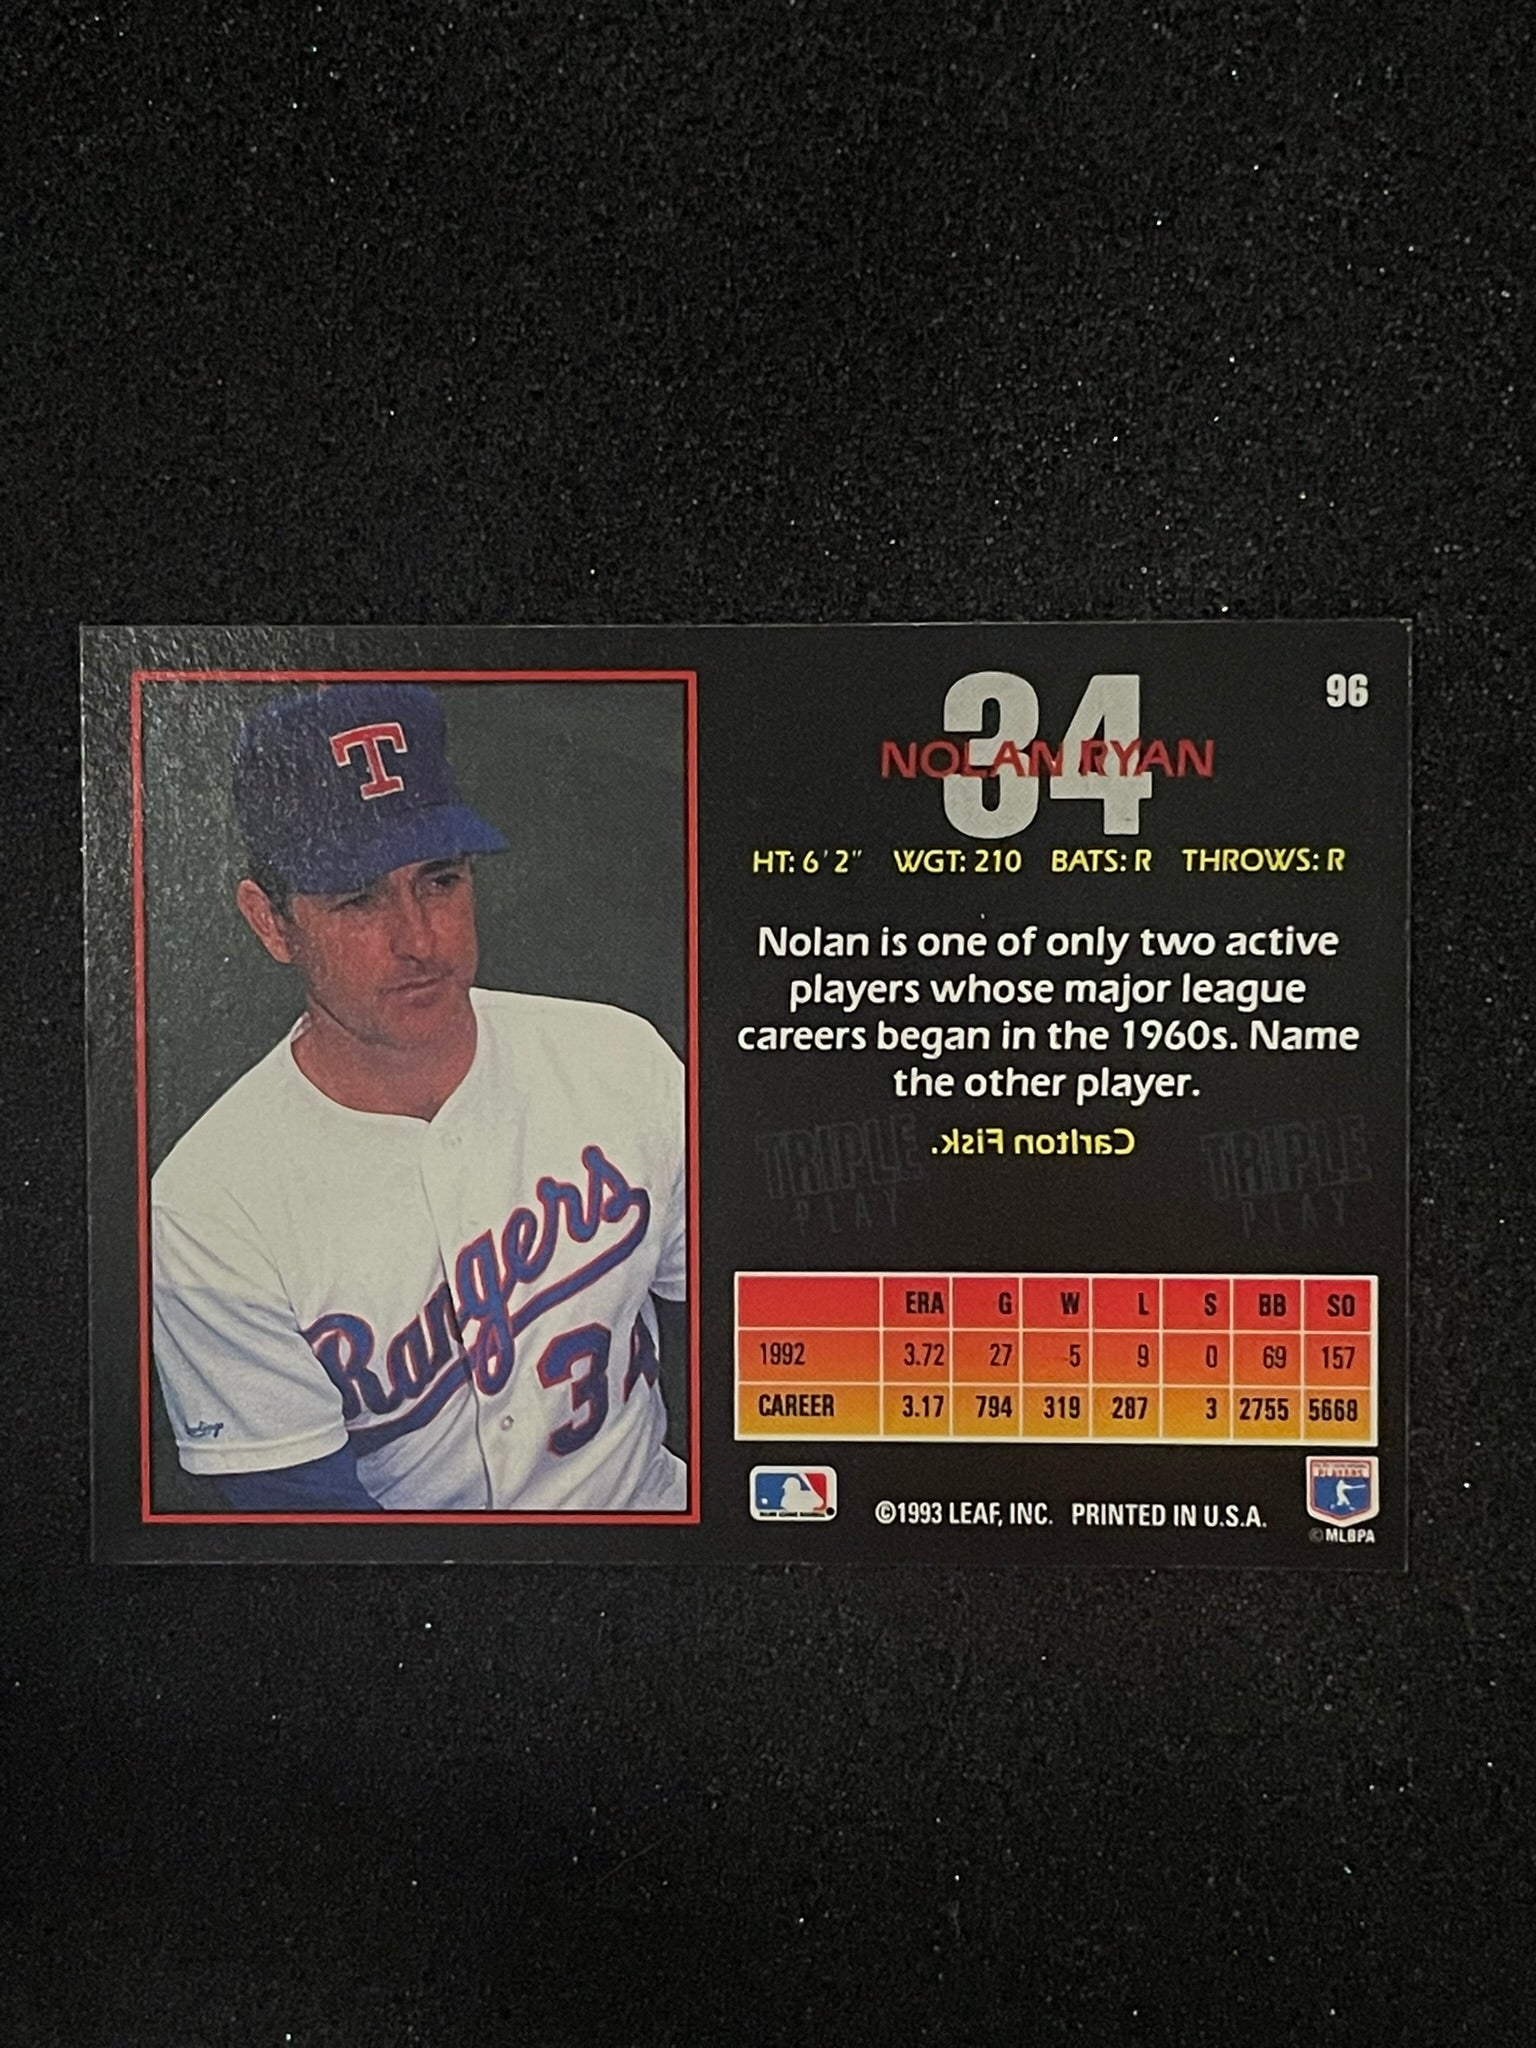 T
Rangers
34
96
34
NOLAN RYAN
HT: 6'2" WGT: 210 BATS: R THROWS: R
Nolan is one of only two active
players whose major league
careers began in the 1960s. Name
the other player.
Carlton Fisk.
TRIPLE PLAY
TRIPLE PLAY
ERA G W L S BB SO
1992 3.72 27 5 9 0 69 157
CAREER 3.17 794 319 287 3 2755 5668
©1993 LEAF, INC. PRINTED IN U.S.A.
PLAYERS
©MLBPA